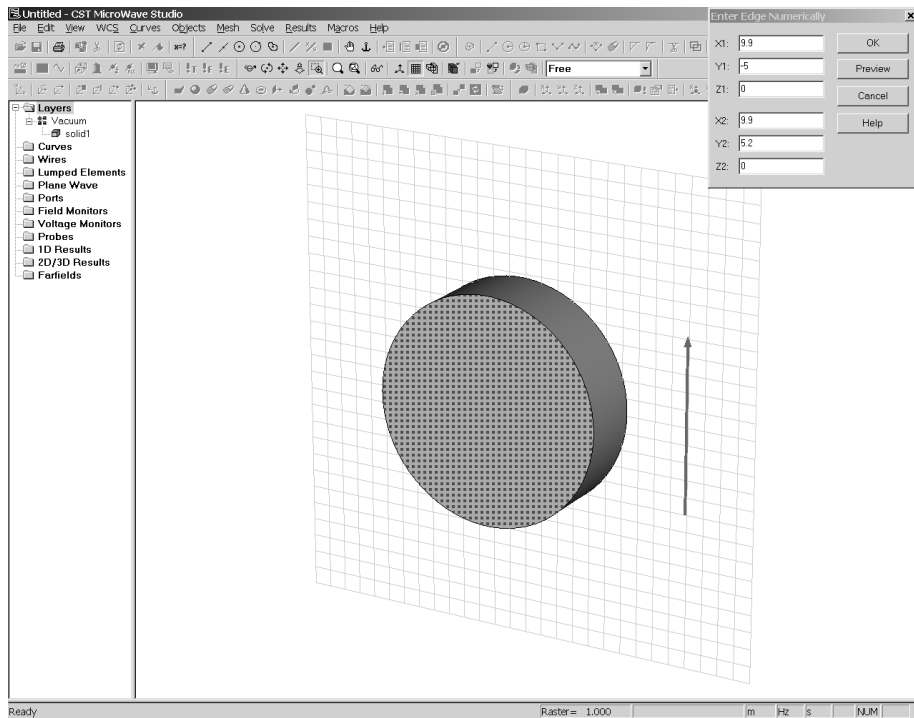 Untitled - CST MicroWave Studio
File Edit View WCS Curves Objects Mesh Solve Results Macros Help
Free
Layers
Vacuum
solid1
Curves
Wires
Lumped Elements
Plane Wave
Ports
Field Monitors
Voltage Monitors
Probes
1D Results
2D/3D Results
Farfields
Enter Edge Numerically
X1: 9.9 OK
Y1: -5 Preview
Z1: 0 Cancel
X2: 9.9 Help
Y2: 5.2
Z2: 0
Ready Raster= 1.000 m Hz s NUM